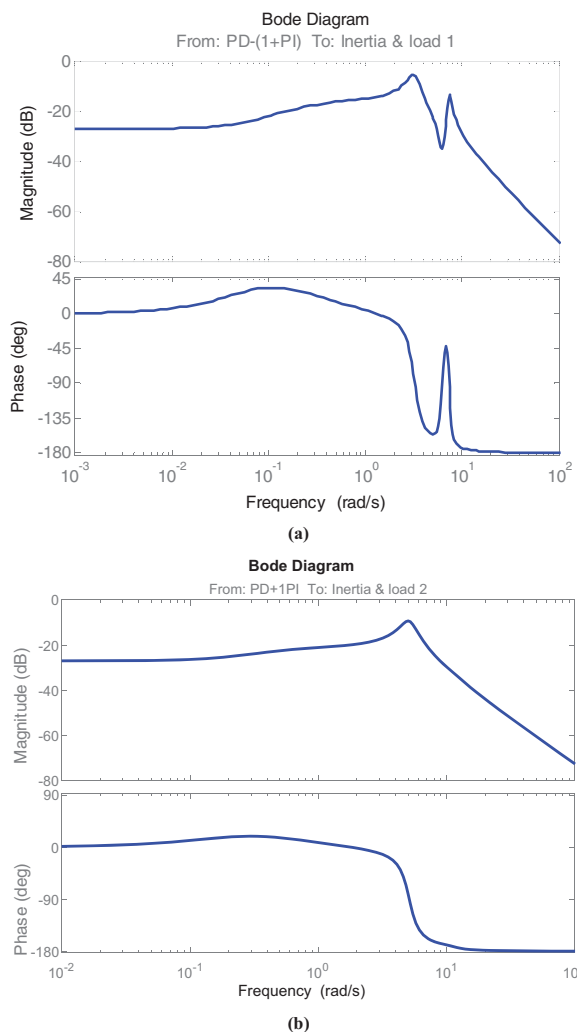 Bode Diagram
From: PD-(1+PI)  To: Inertia & load 1
Magnitude (dB)
0
-20
-40
-60
-80
Phase (deg)
45
0
-45
-90
-135
-180
10^-3
10^-2
10^-1
10^0
10^1
10^2
Frequency (rad/s)
(a)
Bode Diagram
From: PD+1PI  To: Inertia & load 2
Magnitude (dB)
0
-20
-40
-60
-80
Phase (deg)
90
0
-90
-180
10^-2
10^-1
10^0
10^1
10^2
Frequency (rad/s)
(b)